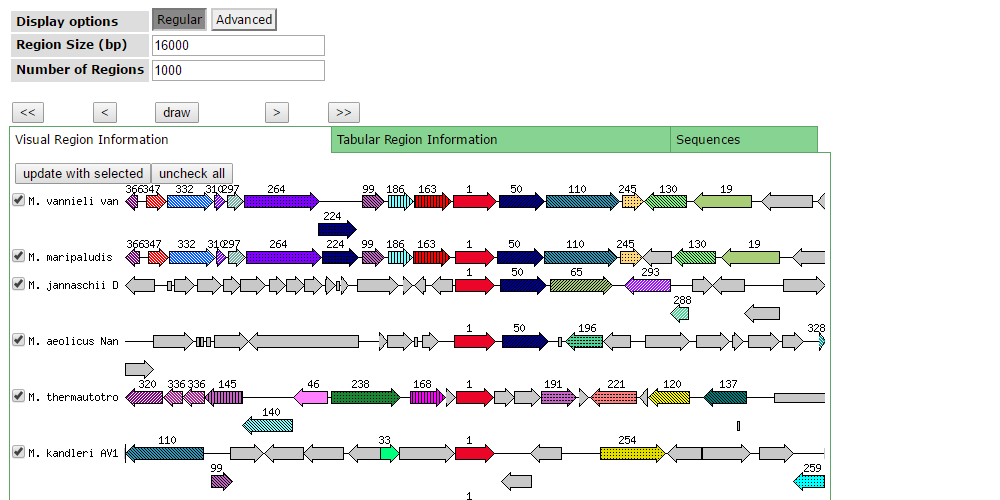 Display options Regular Advanced
Region Size (bp) 16000
Number of Regions 1000
<< < draw > >>
Visual Region Information Tabular Region Information Sequences
update with selected uncheck all
366 347 332 310 297 264 99 186 163 1 50 110 245 130 19
M. vannieli van
224
366 347 332 310 297 264 224 99 186 163 1 50 110 245 130 19
M. maripaludis
1 50 65 293
M. jannaschii D
288
1 50 196 328
M. aeolicus Nan
320 336 336 145 46 238 168 1 191 221 120 137
M. thermautotro
140
110 33 1 254
M. kandleri AV1
99 259
1